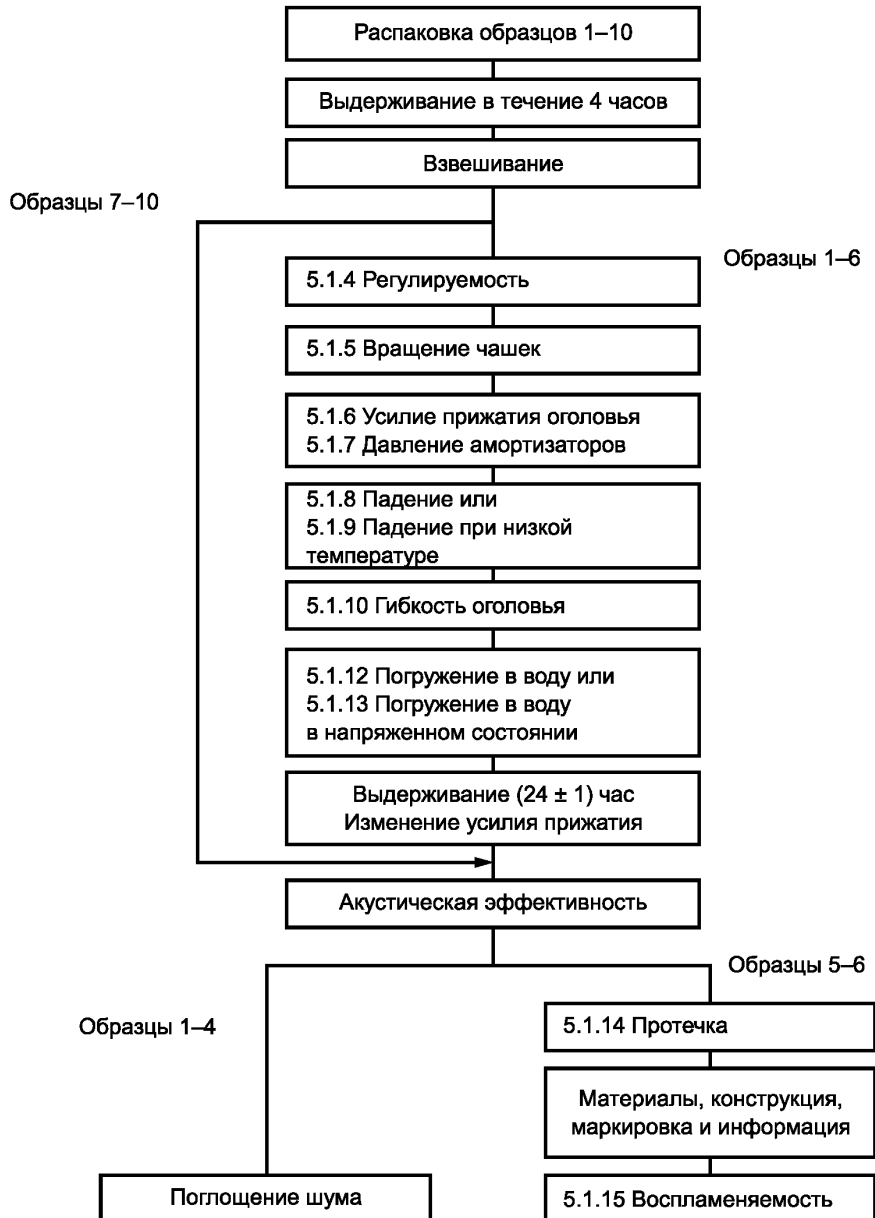 Распаковка образцов 1–10
Выдерживание в течение 4 часов
Взвешивание
Образцы 7–10
Образцы 1–6
5.1.4 Регулируемость
5.1.5 Вращение чашек
5.1.6 Усилие прижатия оголовья
5.1.7 Давление амортизаторов
5.1.8 Падение или
5.1.9 Падение при низкой
температуре
5.1.10 Гибкость оголовья
5.1.12 Погружение в воду или
5.1.13 Погружение в воду
в напряженном состоянии
Выдерживание (24 ± 1) час
Изменение усилия прижатия
Акустическая эффективность
Образцы 5–6
Образцы 1–4
5.1.14 Протечка
Материалы, конструкция,
маркировка и информация
Поглощение шума
5.1.15 Воспламеняемость